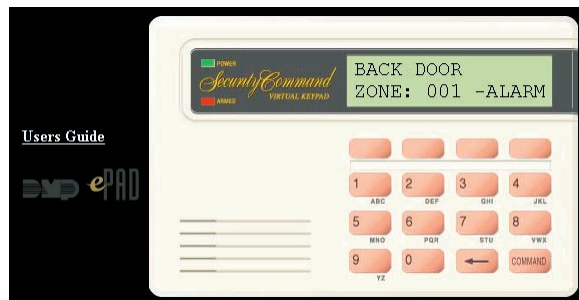 POWER
Security Command
VIRTUAL KEYPAD
ARMED
BACK DOOR
ZONE: 001 -ALARM
Users Guide
DMP ePAD
1 2 3 4
ABC DEF GHI JKL
5 6 7 8
MNO PQR STU VWX
9 0 COMMAND
YZ